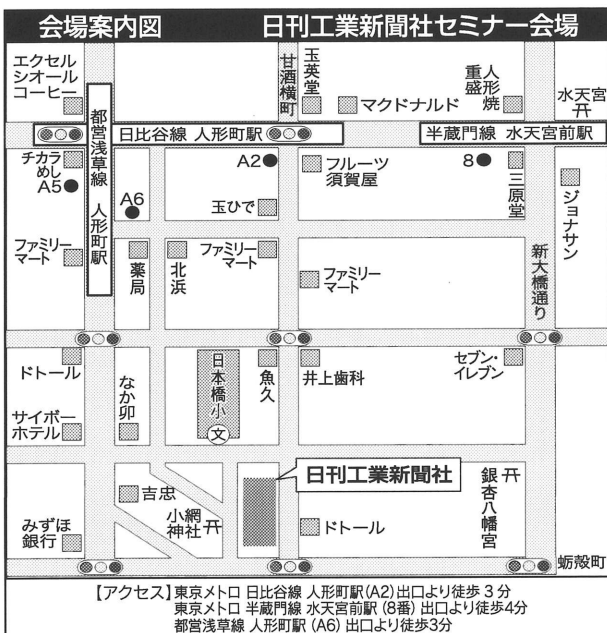 会場案内図　日刊工業新聞社セミナー会場
エクセル
シオール
コーヒー
都営浅草線 人形町駅
甘酒横町
玉英堂
マクドナルド
重盛
人形焼
水天宮
日比谷線 人形町駅
半蔵門線 水天宮前駅
チカラ
めし
A5
A6
A2
玉ひで
フルーツ
須賀屋
8
三原堂
ジョナサン
ファミリー
マート
薬局
北浜
ファミリー
マート
ファミリー
マート
新大橋通り
ドトール
なか卯
日本橋小
文
魚久
井上歯科
セブン・
イレブン
サイボー
ホテル
日刊工業新聞社
吉忠
小網
神社
銀杏八幡宮
みずほ
銀行
ドトール
蛎殻町
【アクセス】東京メトロ 日比谷線 人形町駅(A2)出口より徒歩3分
東京メトロ 半蔵門線 水天宮前駅(8番)出口より徒歩4分
都営浅草線 人形町駅(A6)出口より徒歩3分